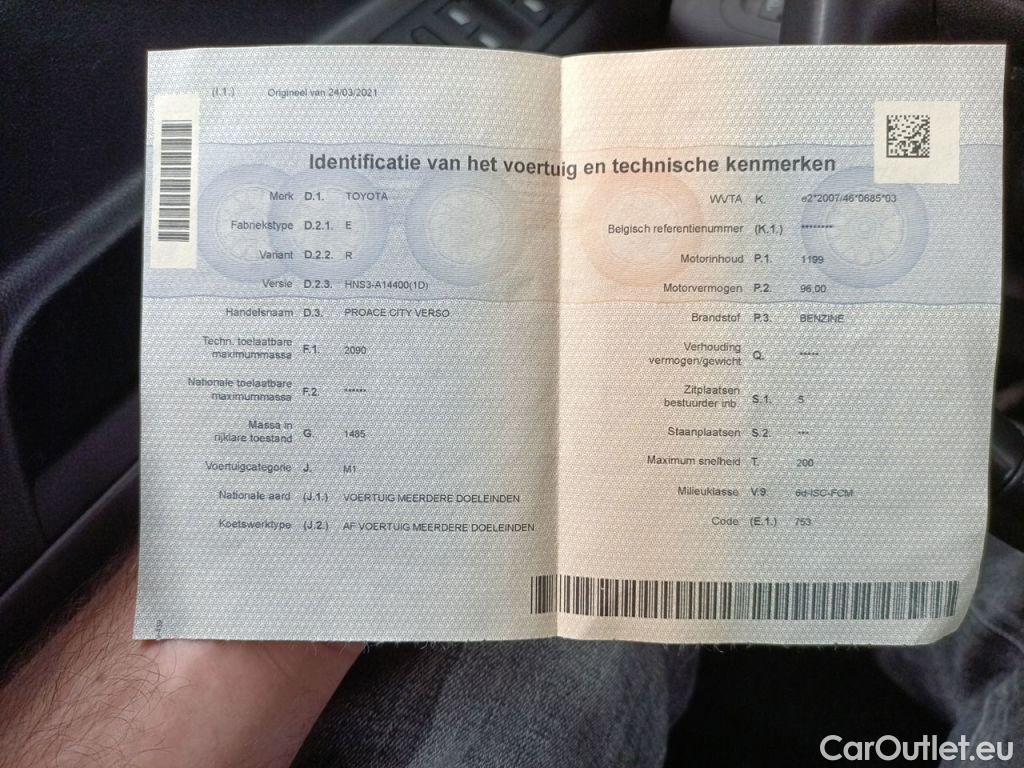 (I.1.) Origineel van 24/03/2021
Identificatie van het voertuig en technische kenmerken
Merk D.1. TOYOTA
Fabriekstype D.2.1. E
Variant D.2.2. R
Versie D.2.3. HNS3-A14400(1D)
Handelsnaam D.3. PROACE CITY VERSO
Techn. toelaatbare
maximummassa F.1. 2090
Nationale toelaatbare
maximummassa F.2. ******
Massa in
rijklare toestand G. 1485
Voertuigcategorie J. M1
Nationale aard (J.1.) VOERTUIG MEERDERE DOELEINDEN
Koetswerktype (J.2.) AF VOERTUIG MEERDERE DOELEINDEN
WVTA K. e2*2007/46*0685*03
Belgisch referentienummer (K.1.) ********
Motorinhoud P.1. 1199
Motorvermogen P.2. 96,00
Brandstof P.3. BENZINE
Verhouding
vermogen/gewicht Q. *****
Zitplaatsen
bestuurder inb. S.1. 5
Staanplaatsen S.2. ***
Maximum snelheid T. 200
Milieuklasse V.9. 6d-ISC-FCM
Code (E.1.) 753
CarOutlet.eu